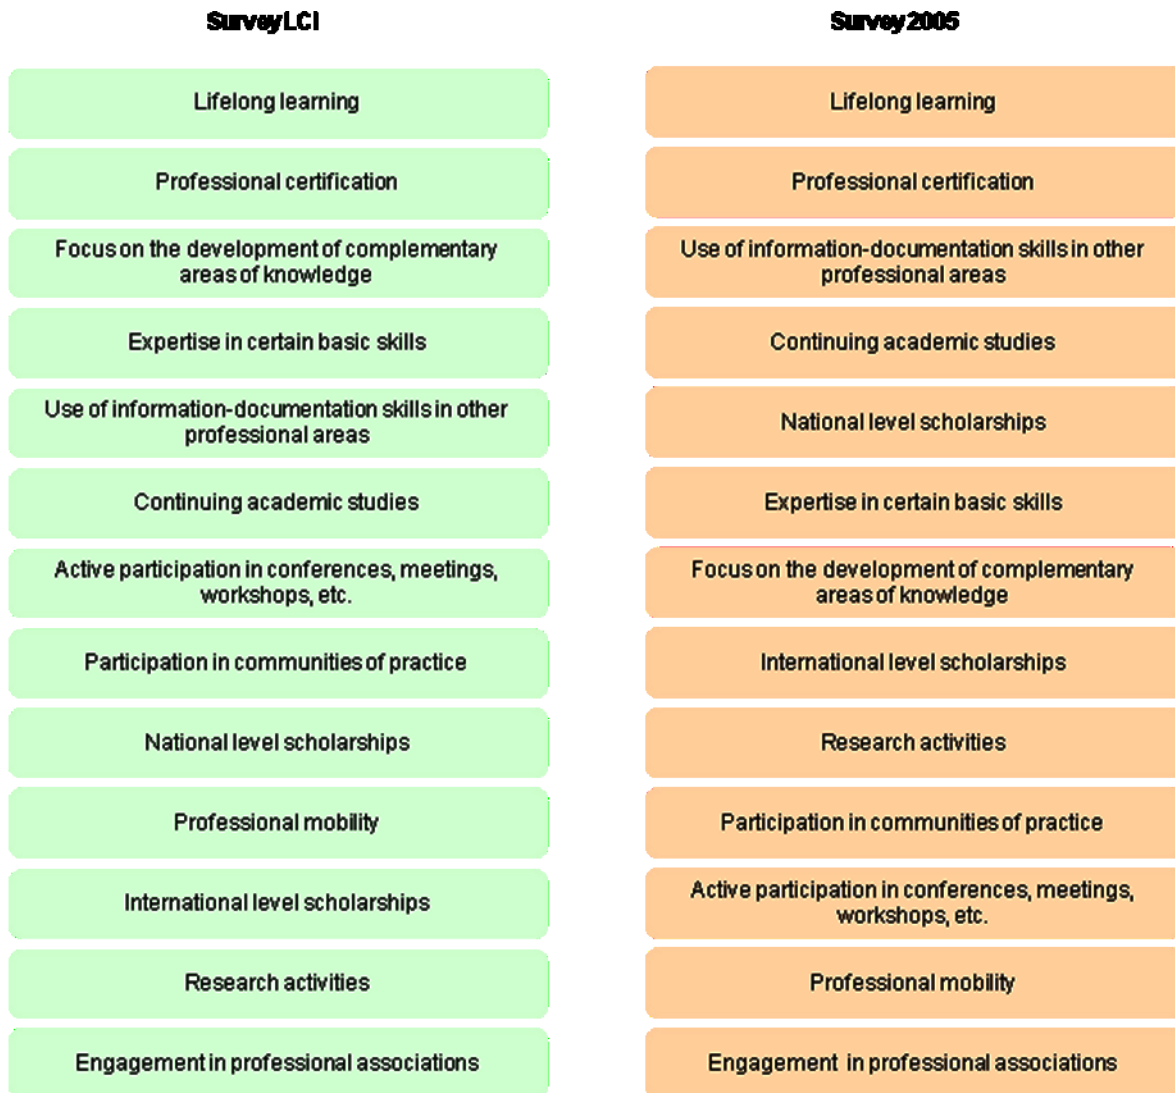 Survey LCI
Lifelong learning
Professional certification
Focus on the development of complementary
areas of knowledge
Expertise in certain basic skills
Use of information-documentation skills in other
professional areas
Continuing academic studies
Active participation in conferences, meetings,
workshops, etc.
Participation in communities of practice
National level scholarships
Professional mobility
International level scholarships
Research activities
Engagement in professional associations
Survey 2005
Lifelong learning
Professional certification
Use of information-documentation skills in other
professional areas
Continuing academic studies
National level scholarships
Expertise in certain basic skills
Focus on the development of complementary
areas of knowledge
International level scholarships
Research activities
Participation in communities of practice
Active participation in conferences, meetings,
workshops, etc.
Professional mobility
Engagement in professional associations